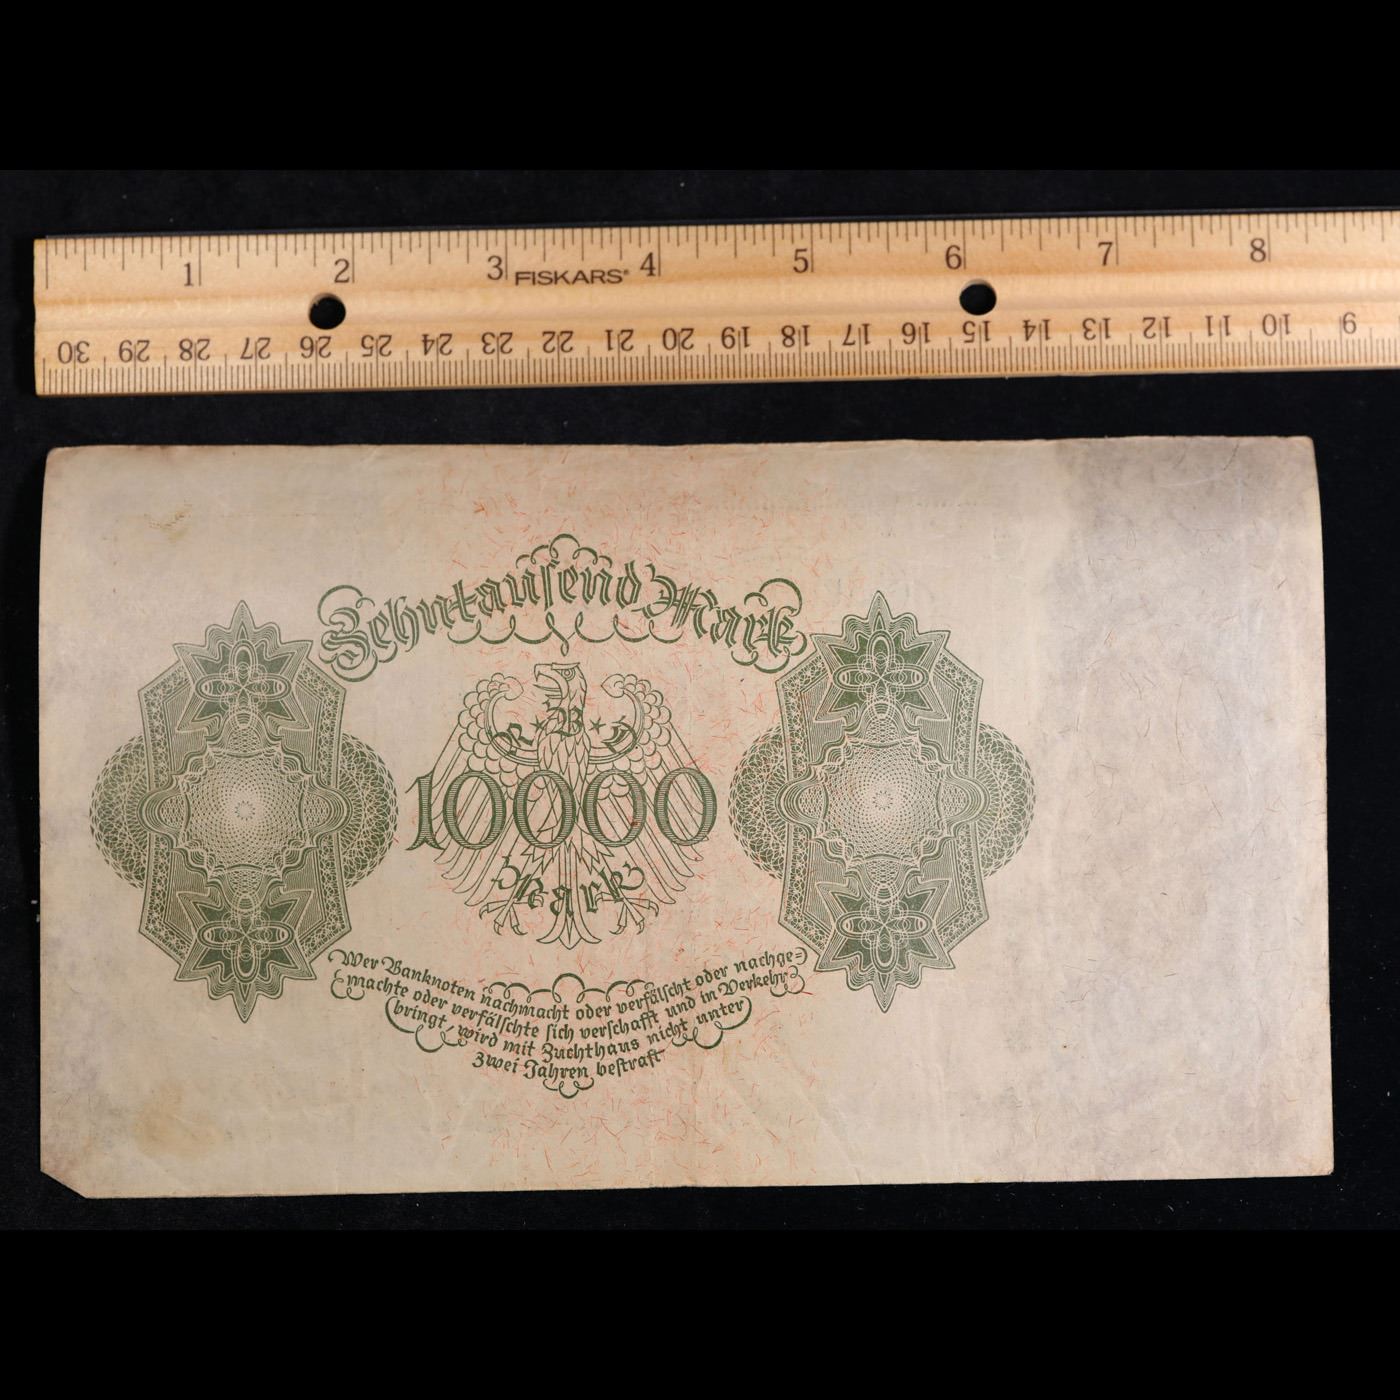 1 2 3 FISKARS® 4 5 6 7 8
30 29 28 27 26 25 24 23 22 21 20 19 18 17 16 15 14 13 12 11 10 9
Zehntausend Mark
R*B*D
10000
Mark
Wer Banknoten nachmacht oder verfälscht oder nachge=
machte oder verfälschte sich verschafft und in Verkehr
bringt, wird mit Zuchthaus nicht unter
zwei Jahren bestraft